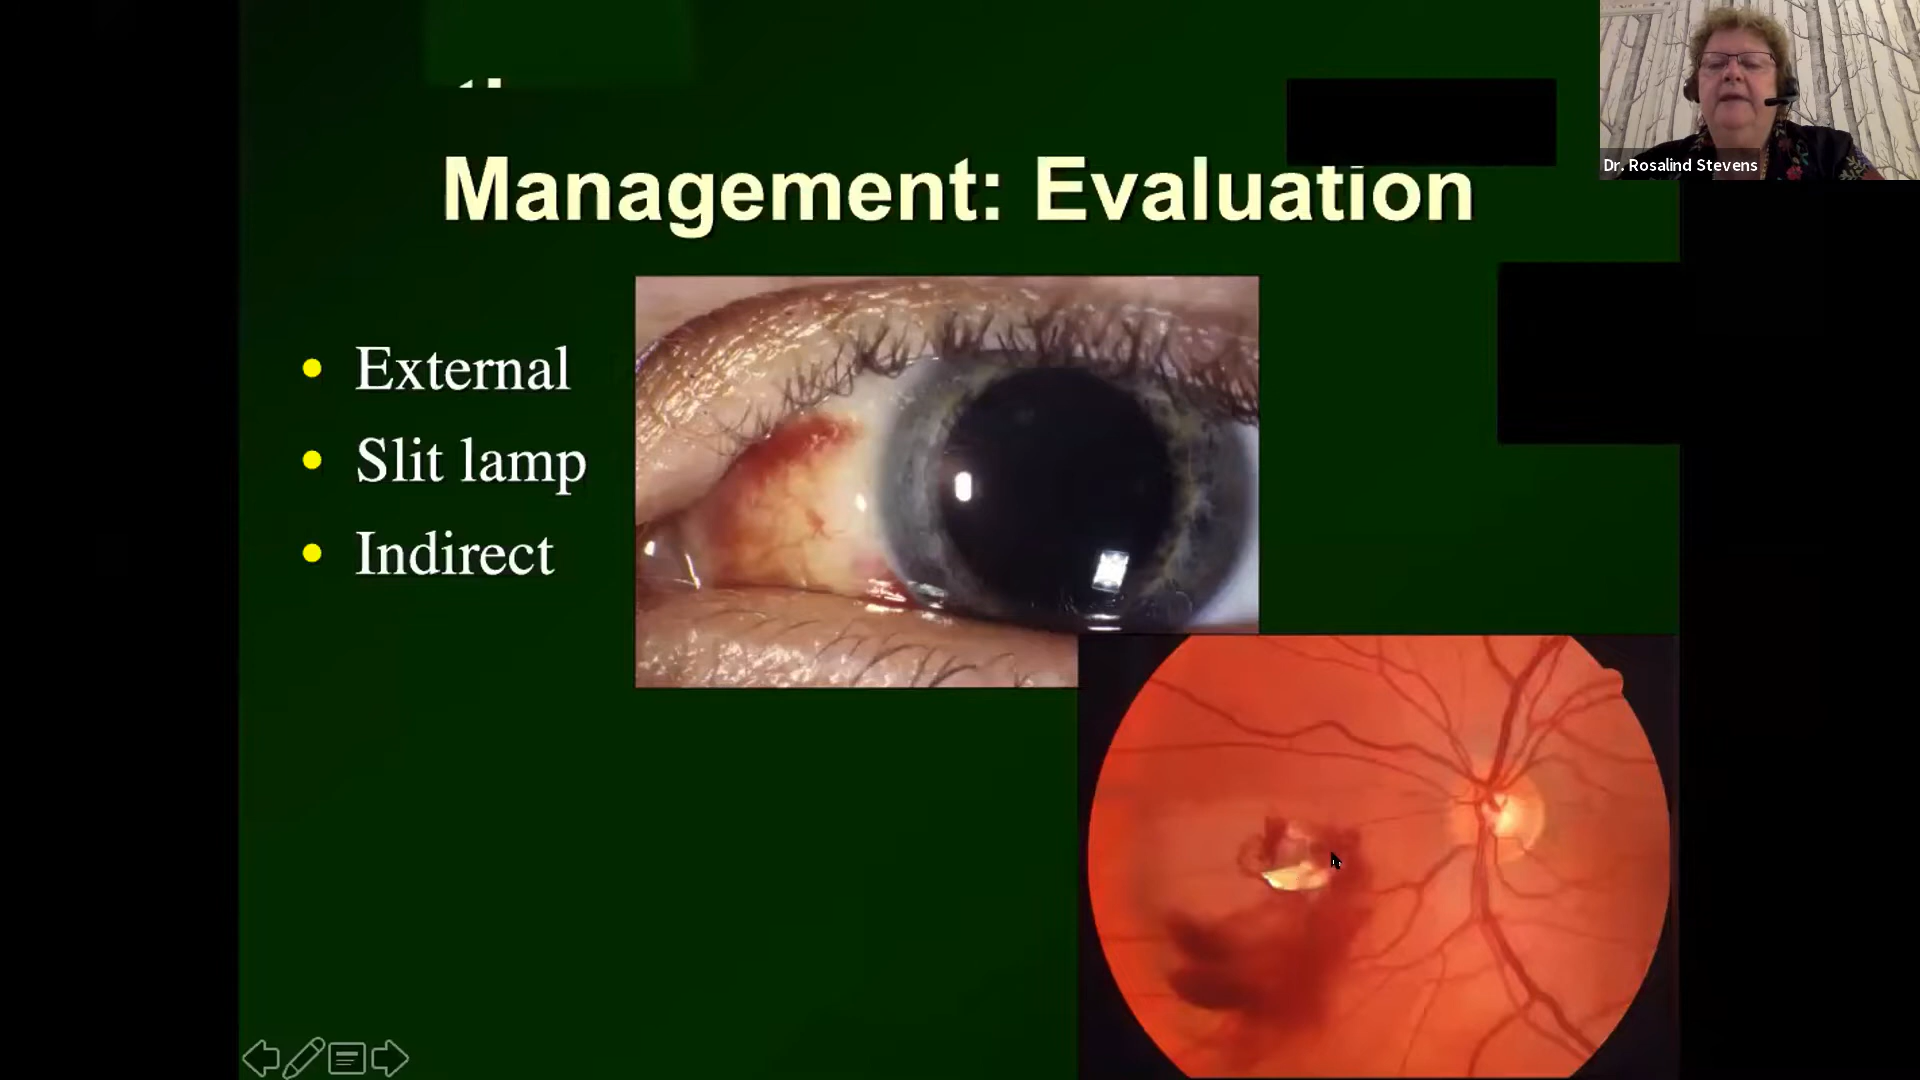 Management: Evaluation
External
Slit lamp
Indirect
Dr. Rosalind Stevens